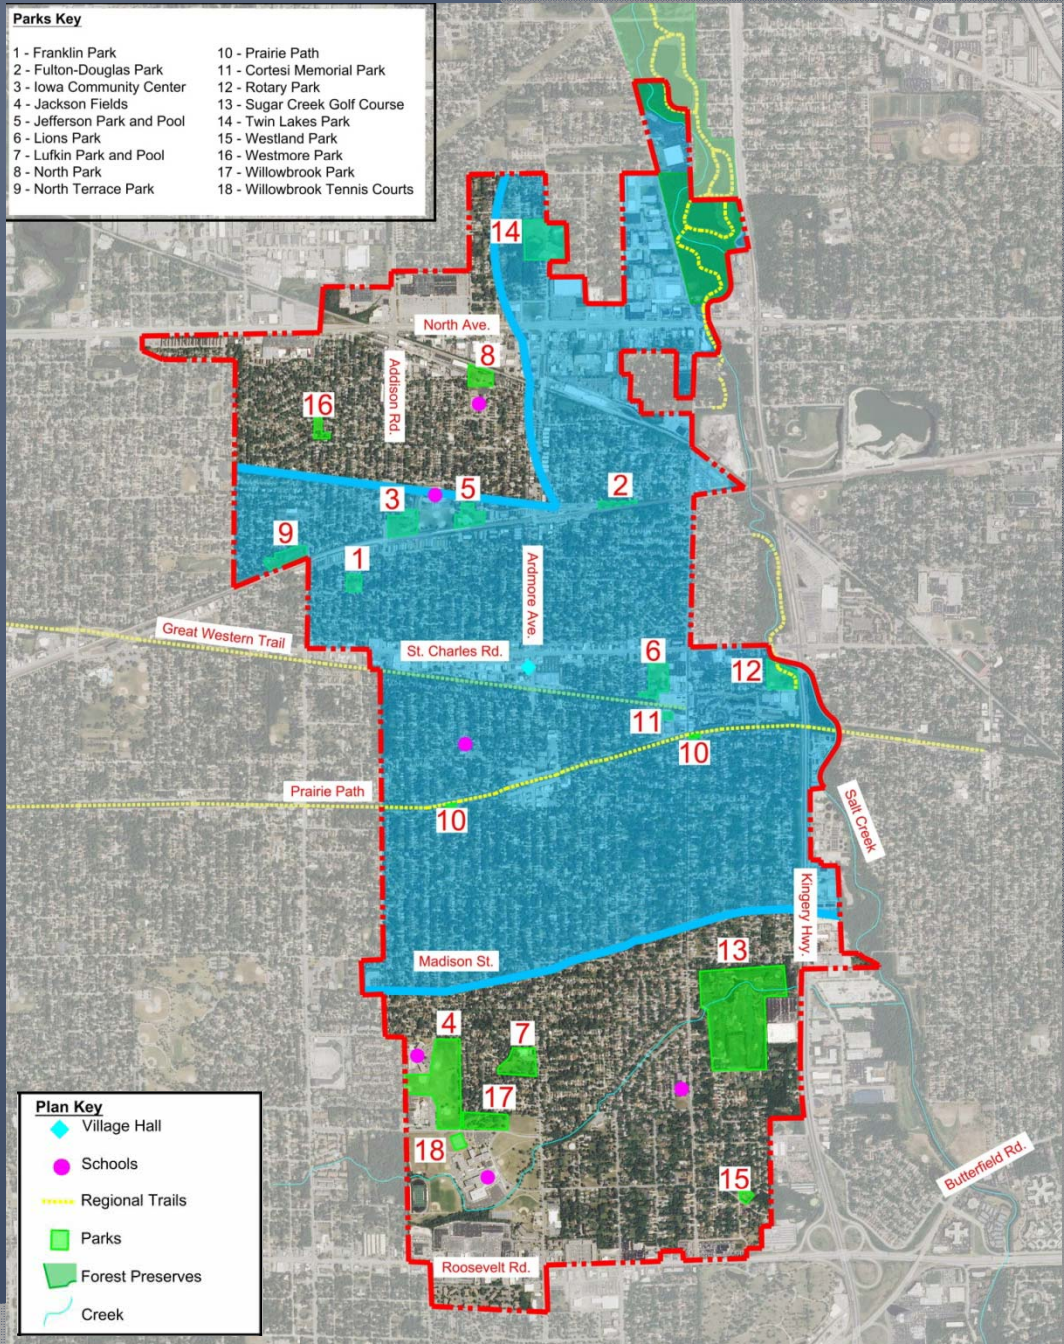 Parks Key
1 - Franklin Park
2 - Fulton-Douglas Park
3 - Iowa Community Center
4 - Jackson Fields
5 - Jefferson Park and Pool
6 - Lions Park
7 - Lufkin Park and Pool
8 - North Park
9 - North Terrace Park
10 - Prairie Path
11 - Cortesi Memorial Park
12 - Rotary Park
13 - Sugar Creek Golf Course
14 - Twin Lakes Park
15 - Westland Park
16 - Westmore Park
17 - Willowbrook Park
18 - Willowbrook Tennis Courts
14
North Ave.
8
Addison Rd.
16
2
5
3
9
1
Ardmore Ave.
Great Western Trail
St. Charles Rd.
6
12
11
10
Prairie Path
10
Salt Creek
Kingery Hwy.
13
Madison St.
4
7
17
18
15
Butterfield Rd.
Roosevelt Rd.
Plan Key
Village Hall
Schools
Regional Trails
Parks
Forest Preserves
Creek